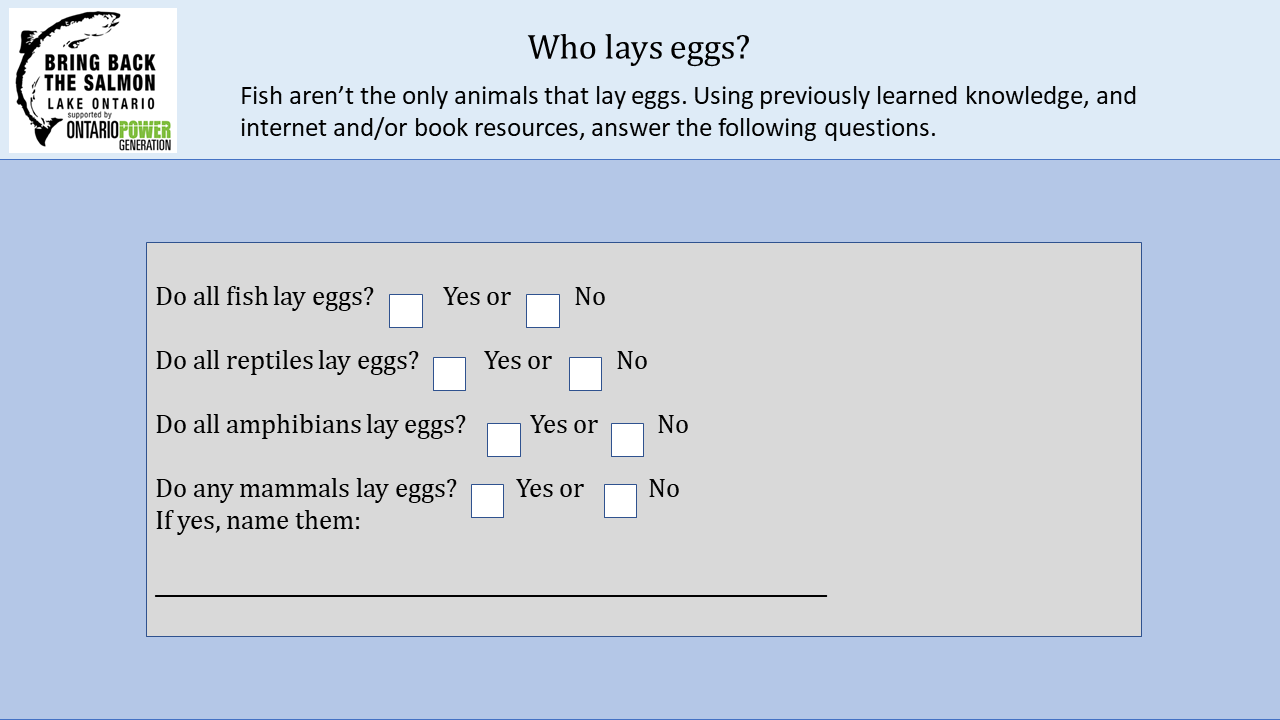 BRING BACK
THE SALMON
LAKE ONTARIO
supported by
ONTARIOPOWER
GENERATION
Who lays eggs?
Fish aren’t the only animals that lay eggs. Using previously learned knowledge, and
internet and/or book resources, answer the following questions.
Do all fish lay eggs? Yes or No
Do all reptiles lay eggs? Yes or No
Do all amphibians lay eggs? Yes or No
Do any mammals lay eggs? Yes or No
If yes, name them: